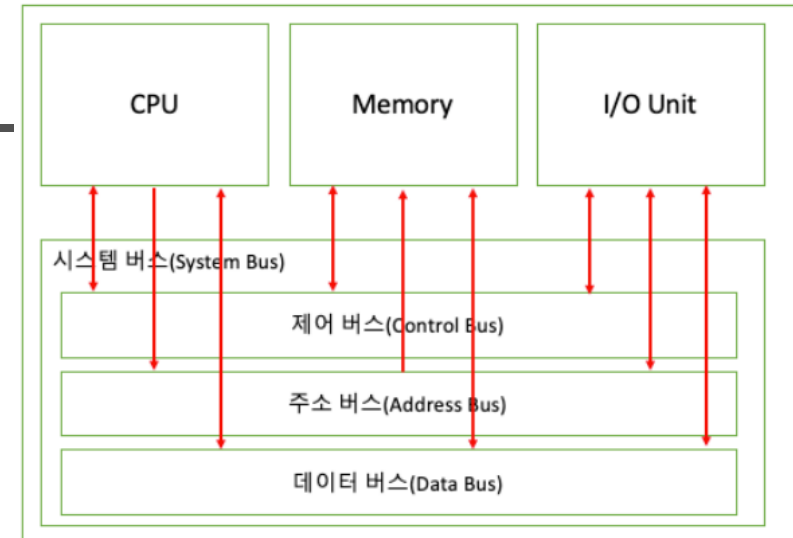 CPU
Memory
I/O Unit
시스템 버스(System Bus)
제어 버스(Control Bus)
주소 버스(Address Bus)
데이터 버스(Data Bus)